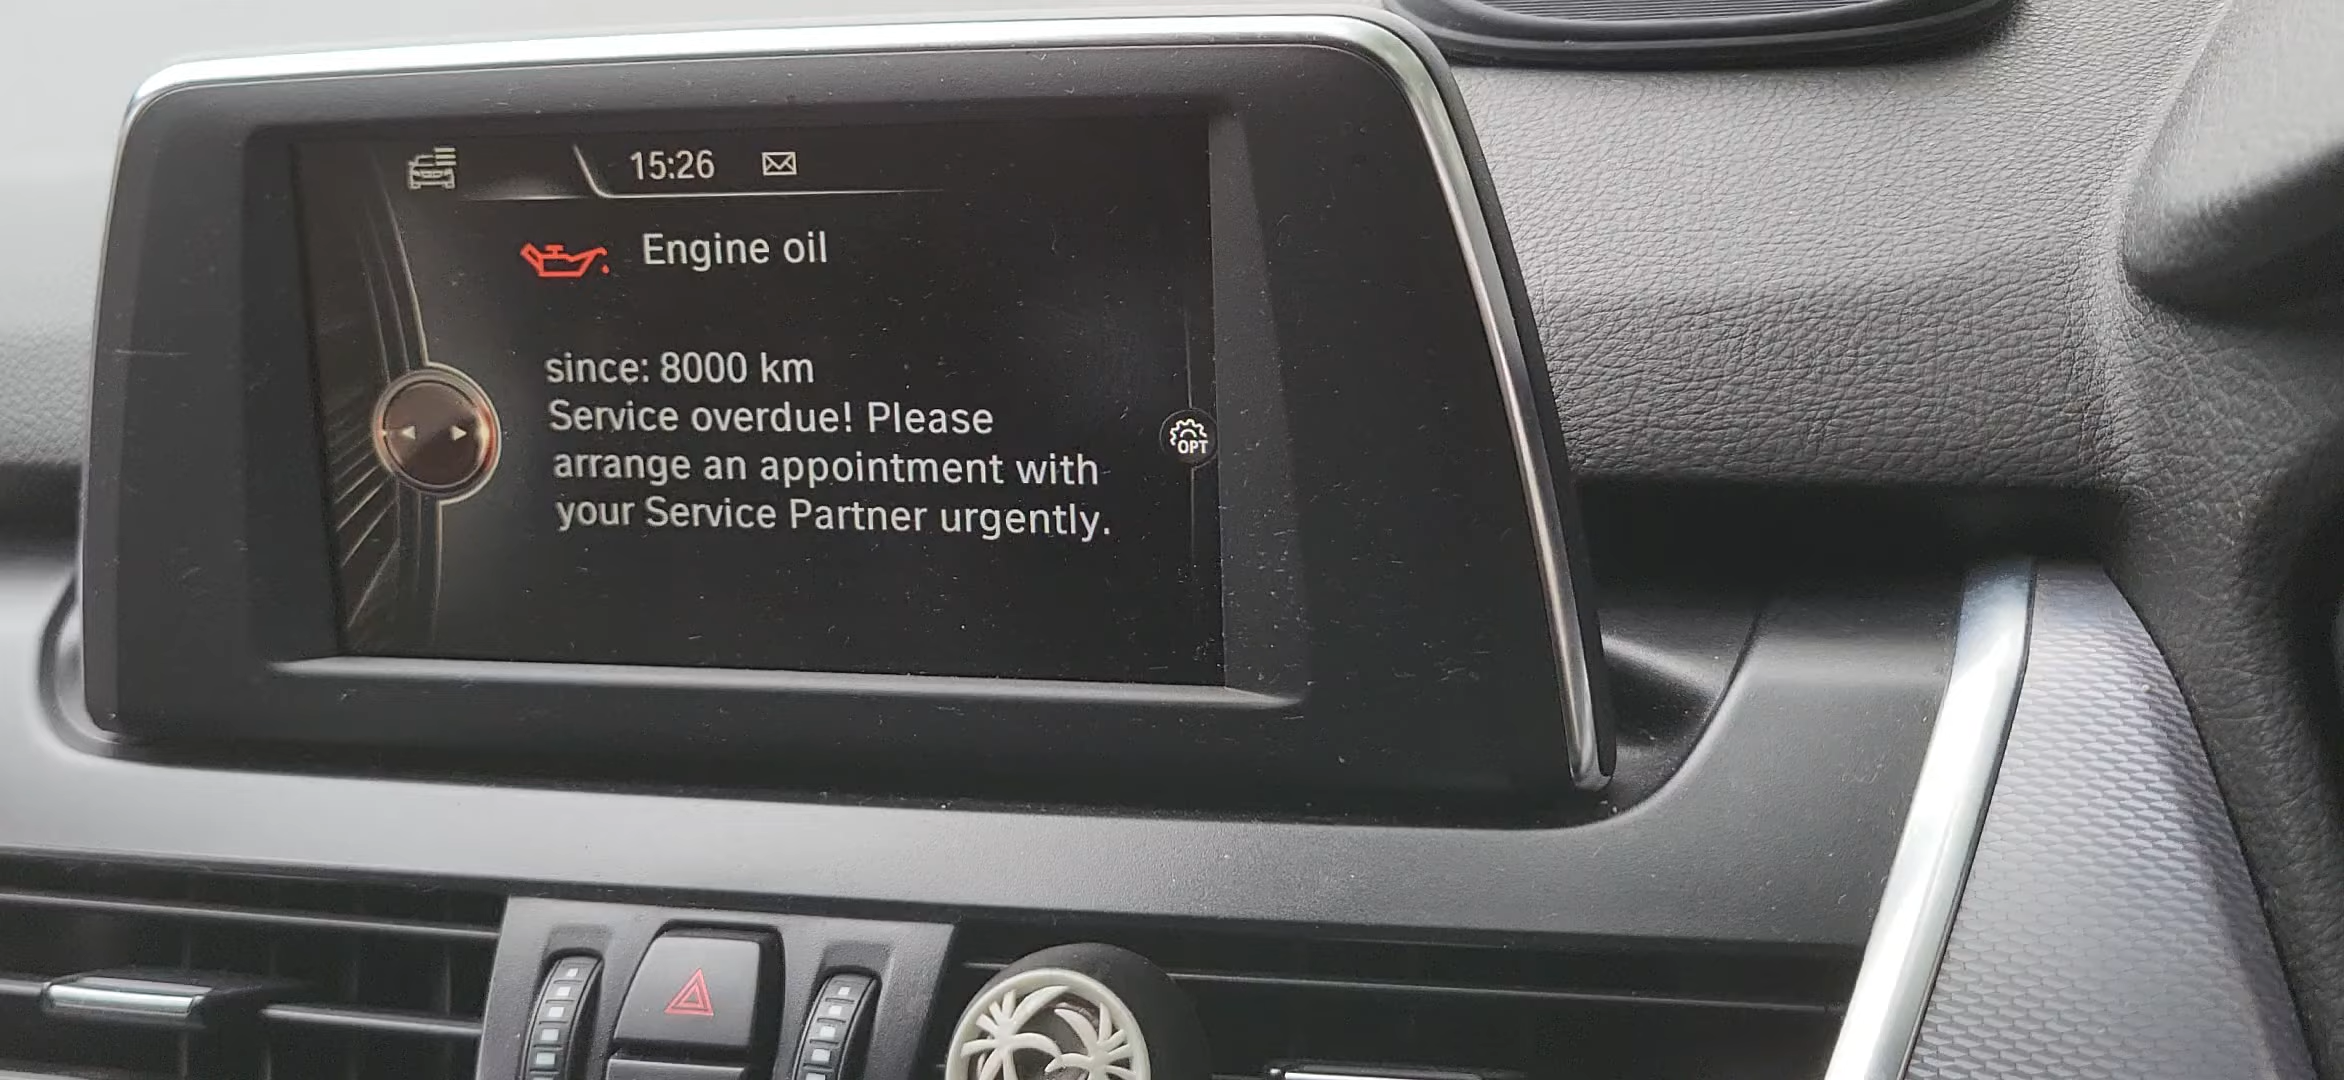 15:26
Engine oil
since: 8000 km
Service overdue! Please
arrange an appointment with
your Service Partner urgently.
OPT